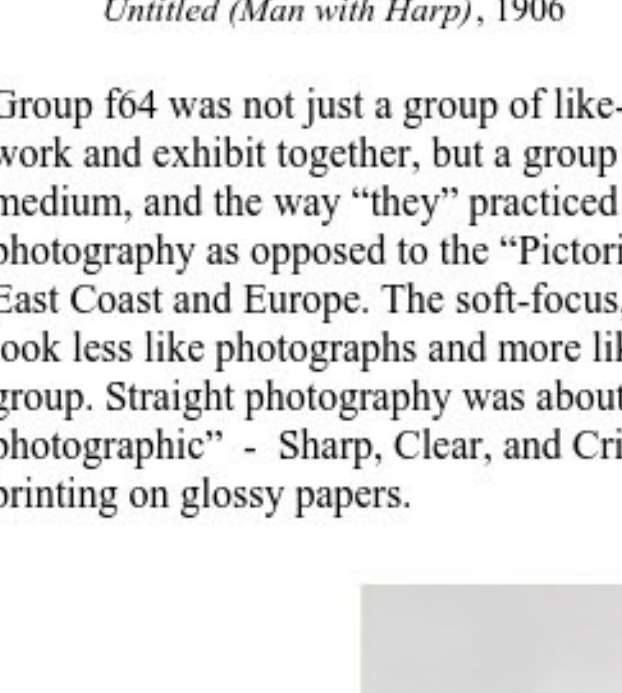 Untitled (Man with Harp), 1906
Group f64 was not just a group of like-
work and exhibit together, but a group
medium, and the way “they” practiced
photography as opposed to the “Pictori
East Coast and Europe. The soft-focus,
look less like photographs and more lik
group. Straight photography was about
photographic” - Sharp, Clear, and Cri
printing on glossy papers.